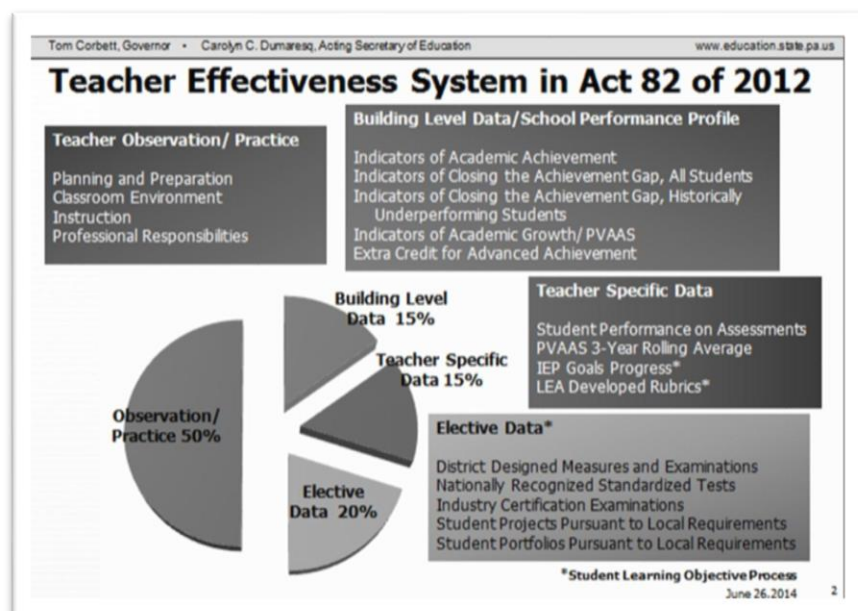 Tom Corbett, Governor • Carolyn C. Dumaresq, Acting Secretary of Education www.education.state.pa.us
Teacher Effectiveness System in Act 82 of 2012
Teacher Observation/ Practice
Planning and Preparation
Classroom Environment
Instruction
Professional Responsibilities
Building Level Data/School Performance Profile
Indicators of Academic Achievement
Indicators of Closing the Achievement Gap, All Students
Indicators of Closing the Achievement Gap, Historically
Underperforming Students
Indicators of Academic Growth/ PVAAS
Extra Credit for Advanced Achievement
Building Level
Data 15%
Teacher Specific
Data 15%
Observation/
Practice 50%
Elective
Data 20%
Teacher Specific Data
Student Performance on Assessments
PVAAS 3-Year Rolling Average
IEP Goals Progress*
LEA Developed Rubrics*
Elective Data*
District Designed Measures and Examinations
Nationally Recognized Standardized Tests
Industry Certification Examinations
Student Projects Pursuant to Local Requirements
Student Portfolios Pursuant to Local Requirements
*Student Learning Objective Process
June 26.2014 2